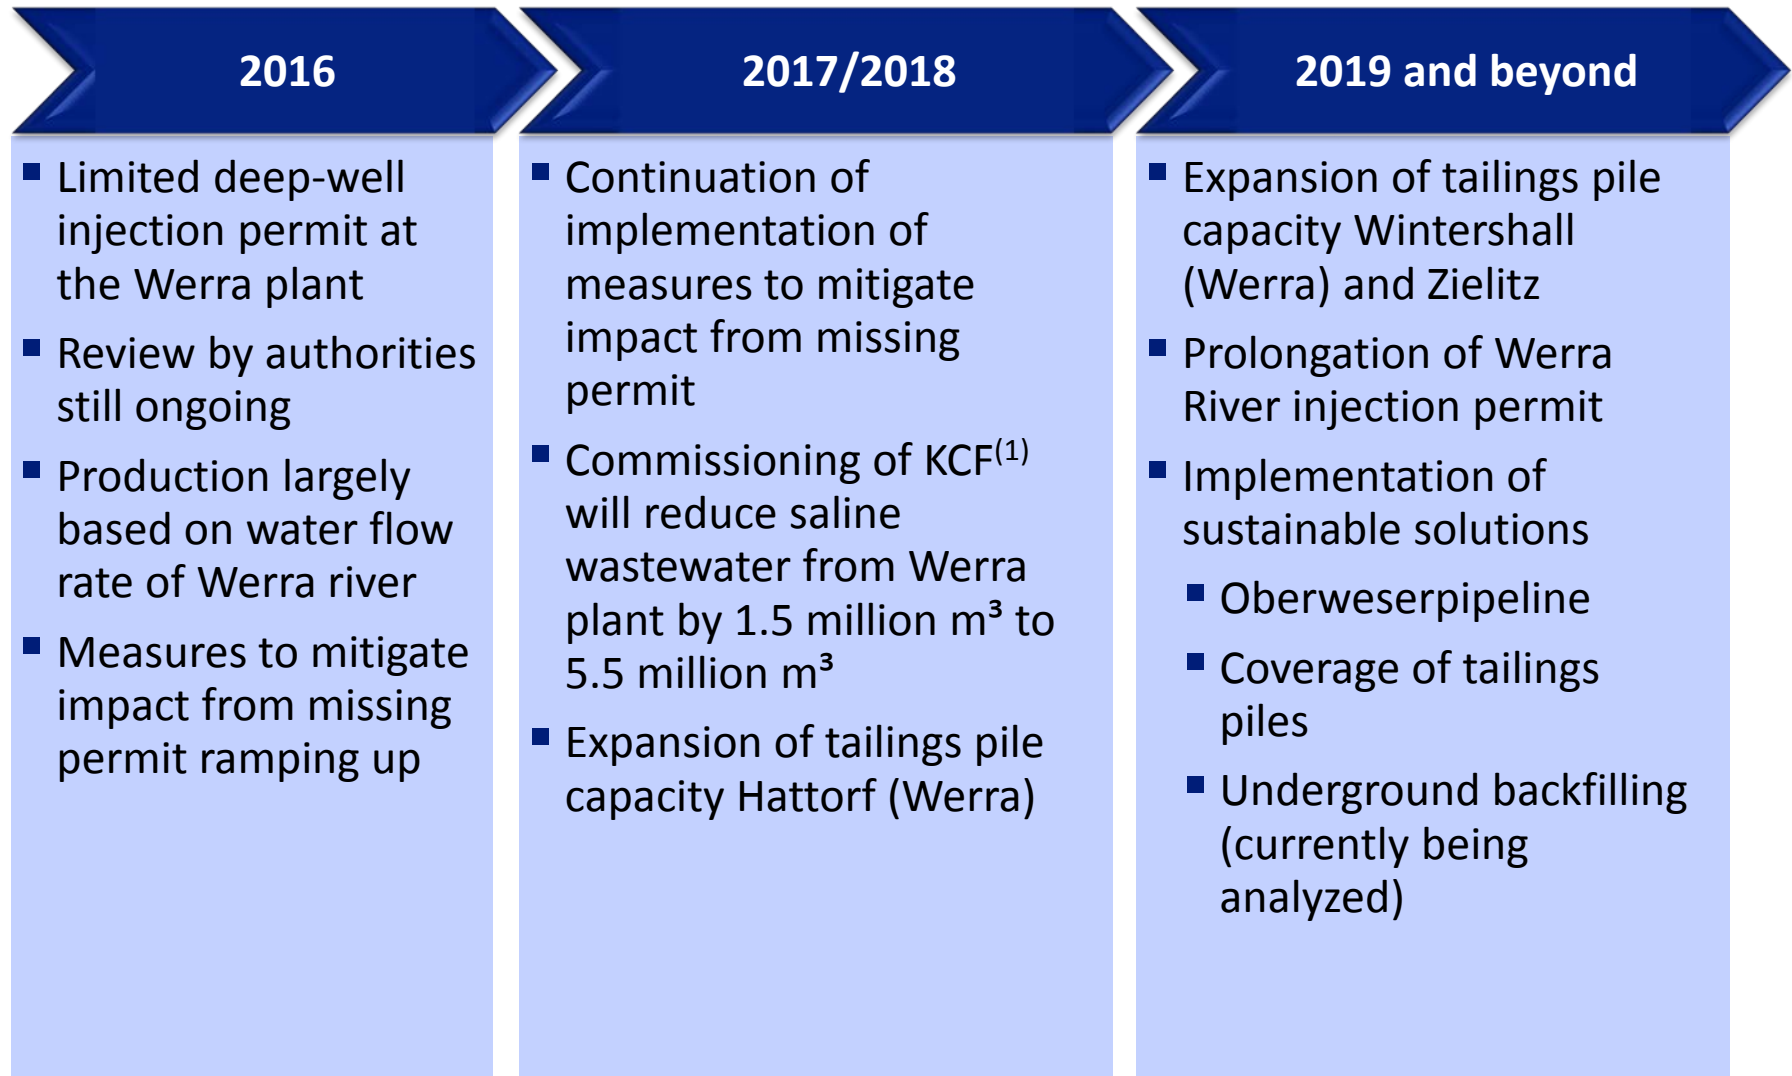 2016
▪ Limited deep-well
injection permit at
the Werra plant
▪ Review by authorities
still ongoing
▪ Production largely
based on water flow
rate of Werra river
▪ Measures to mitigate
impact from missing
permit ramping up
2017/2018
▪ Continuation of
implementation of
measures to mitigate
impact from missing
permit
▪ Commissioning of KCF⁽¹⁾
will reduce saline
wastewater from Werra
plant by 1.5 million m³ to
5.5 million m³
▪ Expansion of tailings pile
capacity Hattorf (Werra)
2019 and beyond
▪ Expansion of tailings pile
capacity Wintershall
(Werra) and Zielitz
▪ Prolongation of Werra
River injection permit
▪ Implementation of
sustainable solutions
▪ Oberweserpipeline
▪ Coverage of tailings
piles
▪ Underground backfilling
(currently being
analyzed)